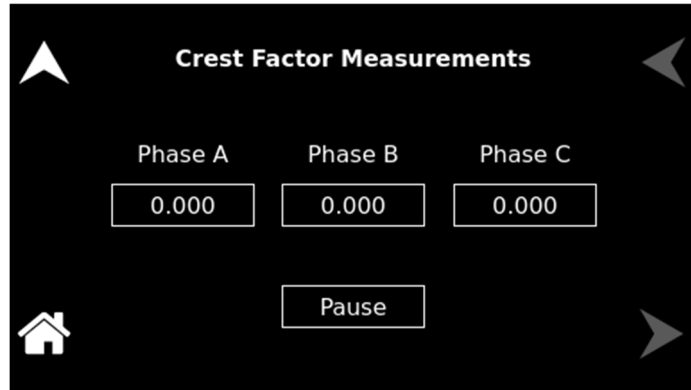 Crest Factor Measurements
Phase A Phase B Phase C
0.000 0.000 0.000
Pause